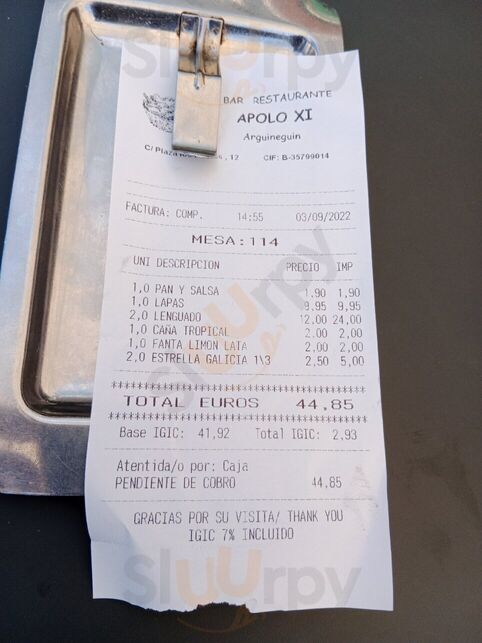 BAR RESTAURANTE
APOLO XI
Arguineguin
C/ Plaza , 12 CIF: B-35799014
FACTURA: COMP. 14:55 03/09/2022
MESA:114
UNI DESCRIPCION PRECIO IMP
1,0 PAN Y SALSA 1,90 1,90
1,0 LAPAS 9,95 9,95
2,0 LENGUADO 12,00 24,00
1,0 CAÑA TROPICAL 2,00 2,00
1,0 FANTA LIMON LATA 2,00 2,00
2,0 ESTRELLA GALICIA 1\3 2,50 5,00
TOTAL EUROS 44,85
Base IGIC: 41,92 Total IGIC: 2,93
Atentida/o por: Caja
PENDIENTE DE COBRO 44,85
GRACIAS POR SU VISITA/ THANK YOU
IGIC 7% INCLUIDO
Sluurpy
Sluurpy
Sluurpy